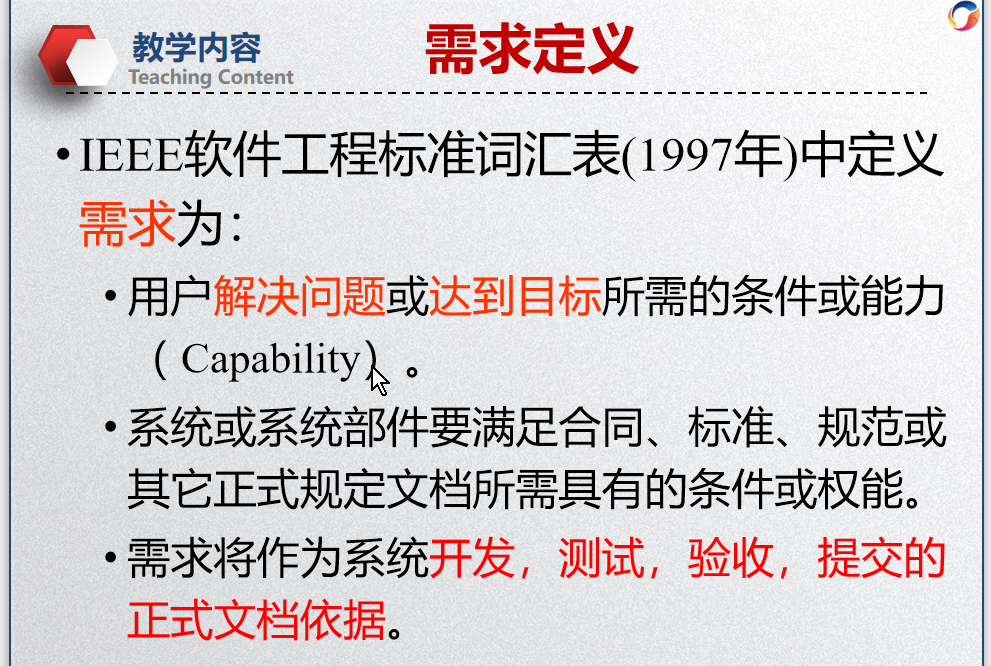 教学内容
Teaching Content
需求定义
•IEEE软件工程标准词汇表(1997年)中定义
需求为：
•用户解决问题或达到目标所需的条件或能力
（Capability）。
•系统或系统部件要满足合同、标准、规范或
其它正式规定文档所需具有的条件或权能。
•需求将作为系统开发，测试，验收，提交的
正式文档依据。